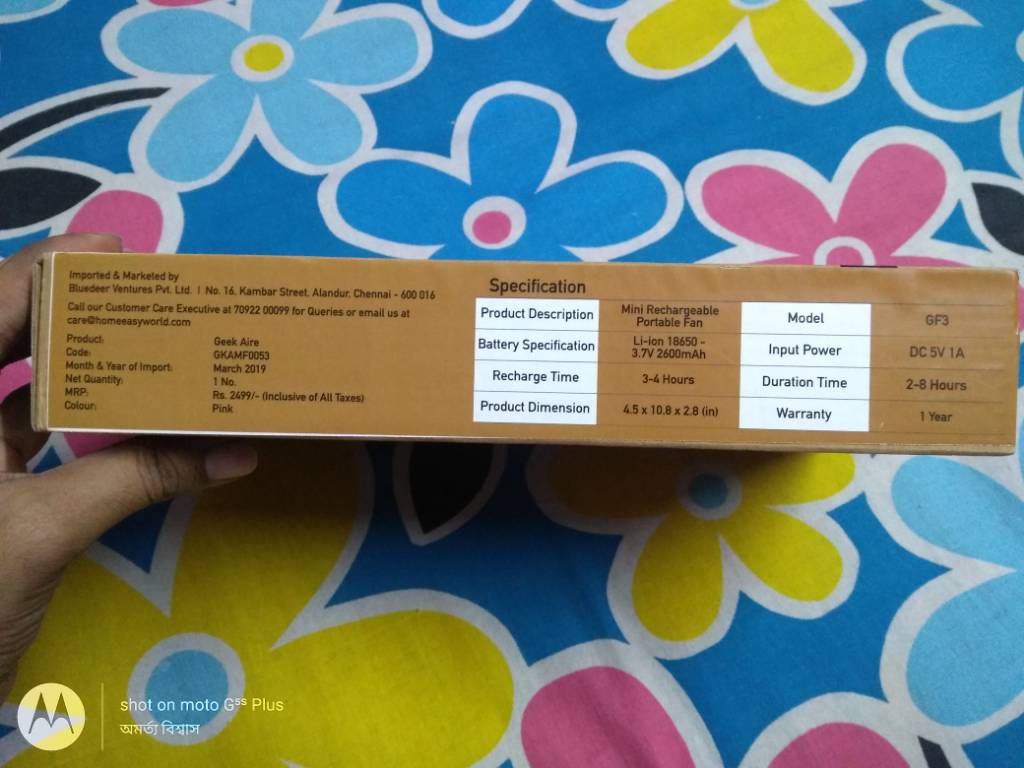 Imported & Marketed by
Bluedeer Ventures Pvt. Ltd. | No. 16, Kambar Street, Alandur, Chennai - 600 016
Call our Customer Care Executive at 70922 00099 for Queries or email us at
care@homeeasyworld.com
Product: Geek Aire
Code: GKAMF0053
Month & Year of Import: March 2019
Net Quantity: 1 No.
MRP: Rs. 2499/- (Inclusive of All Taxes)
Colour: Pink
Specification
Product Description Mini Rechargeable Portable Fan
Battery Specification Li-ion 18650 - 3.7V 2600mAh
Recharge Time 3-4 Hours
Product Dimension 4.5 x 10.8 x 2.8 (in)
Model GF3
Input Power DC 5V 1A
Duration Time 2-8 Hours
Warranty 1 Year
shot on moto G⁵ˢ Plus
অমর্ত্য বিশ্বাস